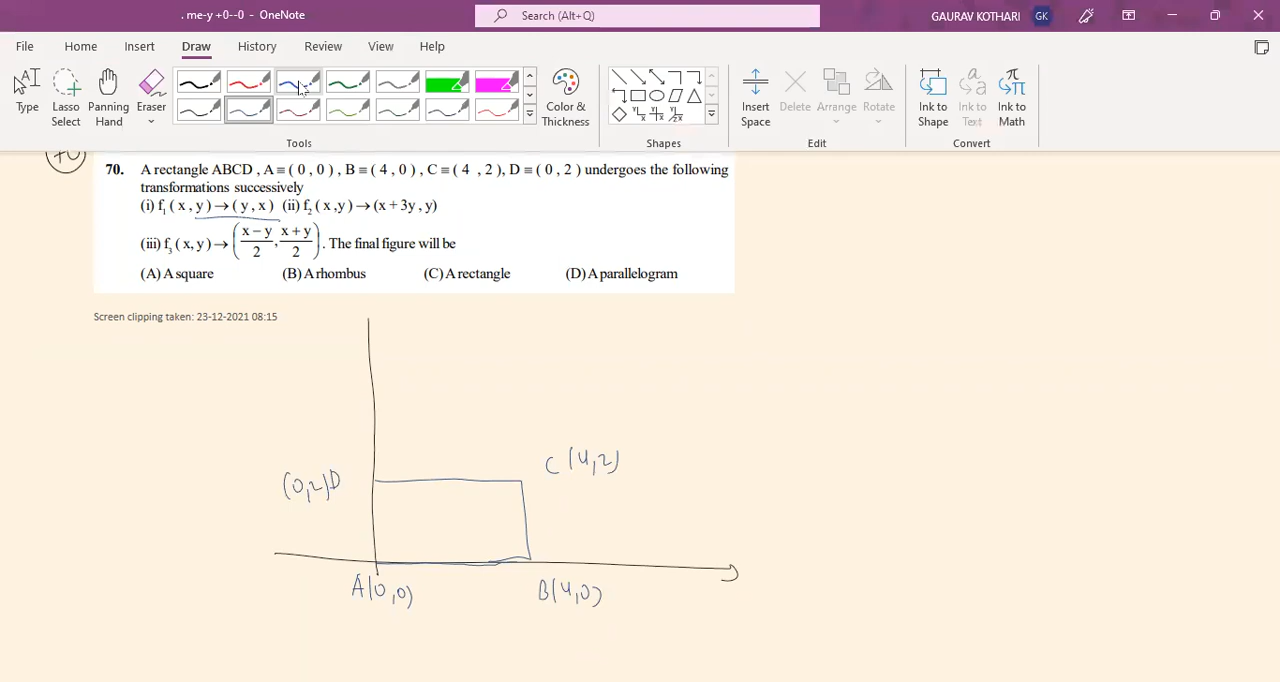 . me-y +0--0 - OneNote
Search (Alt+Q)
GAURAV KOTHARI GK
File Home Insert Draw History Review View Help
Type
Lasso Select
Panning Hand
Eraser
Color & Thickness
Insert Space
Delete
Arrange
Rotate
Ink to Shape
Ink to Text
Ink to Math
Tools Shapes Edit Convert
70
70. A rectangle ABCD , A ≡ ( 0 , 0 ) , B ≡ ( 4 , 0 ) , C ≡ ( 4 , 2 ), D ≡ ( 0 , 2 ) undergoes the following
transformations successively
(i) f₁ ( x , y ) → ( y , x ) (ii) f₂ ( x ,y ) → (x + 3y , y)
(iii) f₃ ( x, y ) → ( (x − y)/2 , (x + y)/2 ) . The final figure will be
(A) A square (B) A rhombus (C) A rectangle (D) A parallelogram
Screen clipping taken: 23-12-2021 08:15
C (4,2)
(0,2) D
A(0,0) B(4,0)